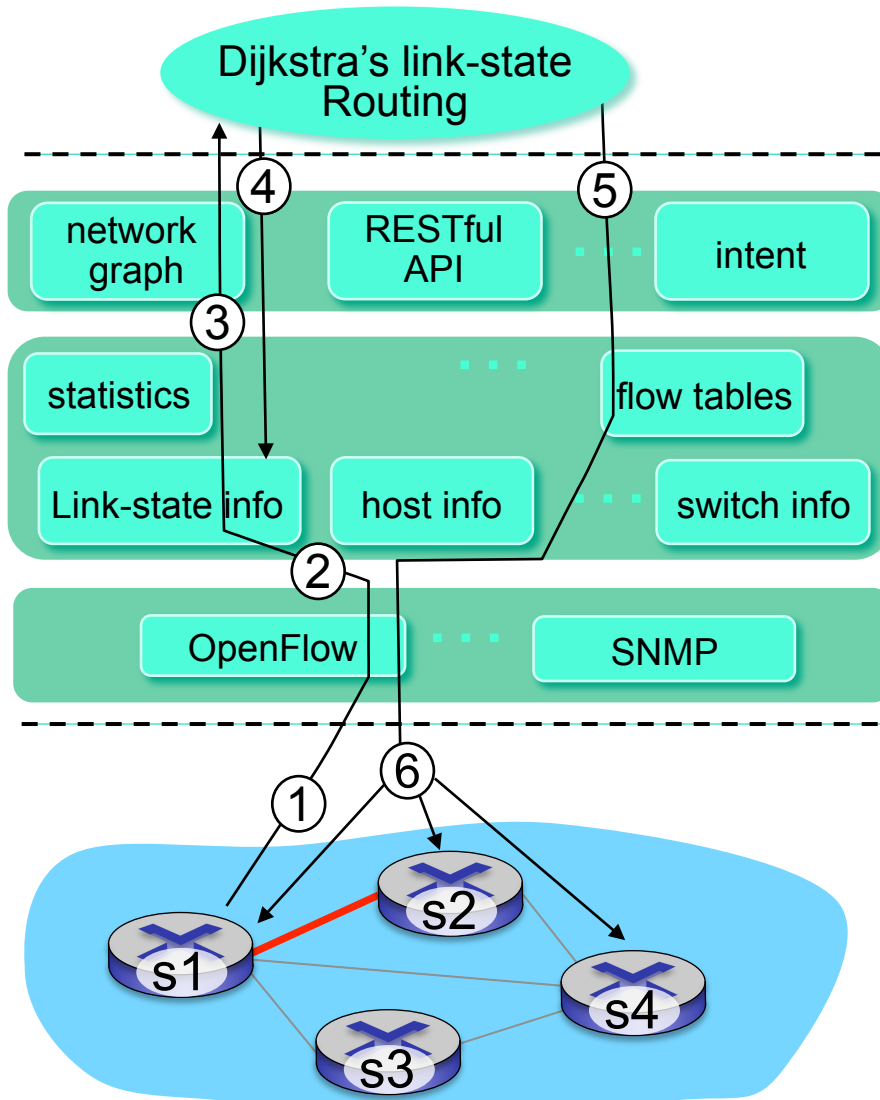 Dijkstra's link-state
Routing
4
5
network
graph
RESTful
API
. . .
intent
3
. . .
statistics
flow tables
Link-state info
host info
. . .
switch info
2
OpenFlow
. . .
SNMP
1
6
s2
s1
s4
s3